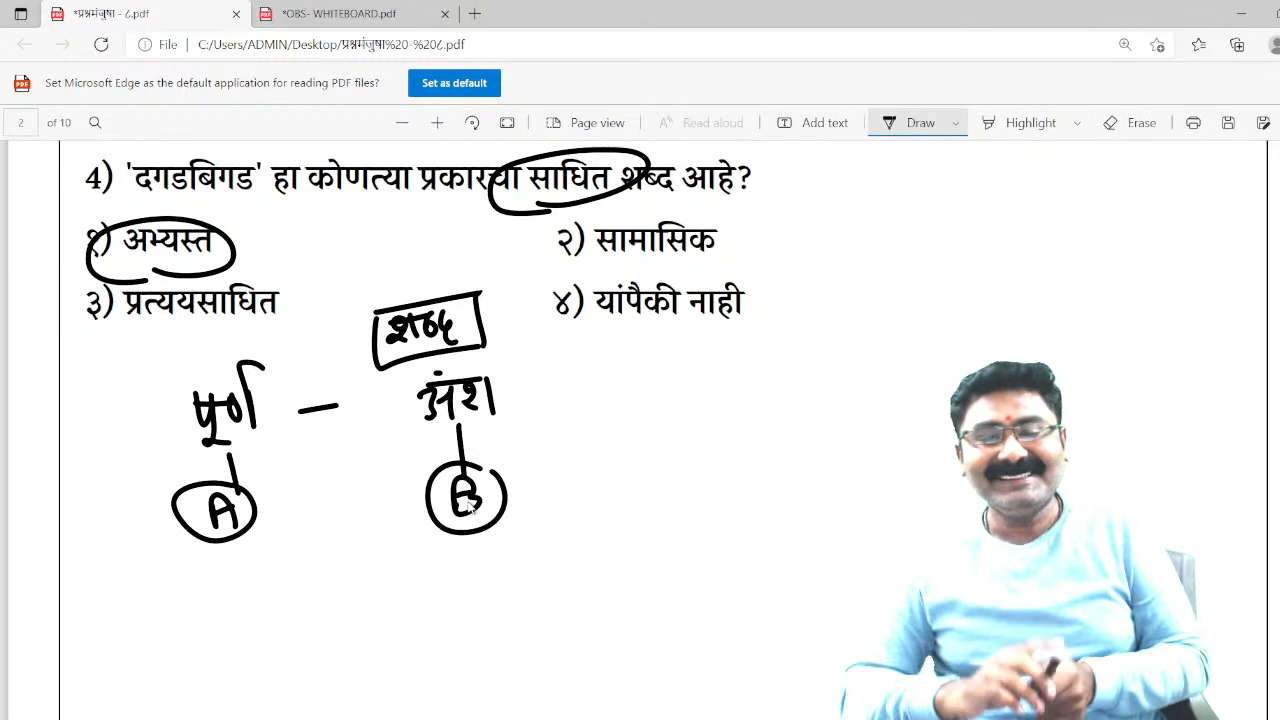 *प्रश्नमंजुषा - ८.pdf
*OBS- WHITEBOARD.pdf
File
C:/Users/ADMIN/Desktop/प्रश्नमंजुषा%20-%20८.pdf
Set Microsoft Edge as the default application for reading PDF files?
Set as default
2 of 10
Page view
Read aloud
Add text
Draw
Highlight
Erase
4) 'दगडबिगड' हा कोणत्या प्रकारचा साधित शब्द आहे?
१) अभ्यस्त
२) सामासिक
३) प्रत्ययसाधित
४) यांपैकी नाही
शब्द
पूर्ण - अंश
A
B